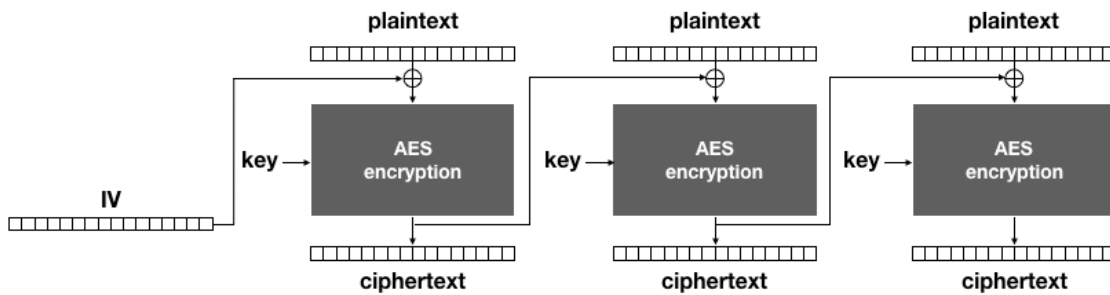 plaintext
plaintext
plaintext
key
AES
encryption
key
AES
encryption
key
AES
encryption
IV
ciphertext
ciphertext
ciphertext